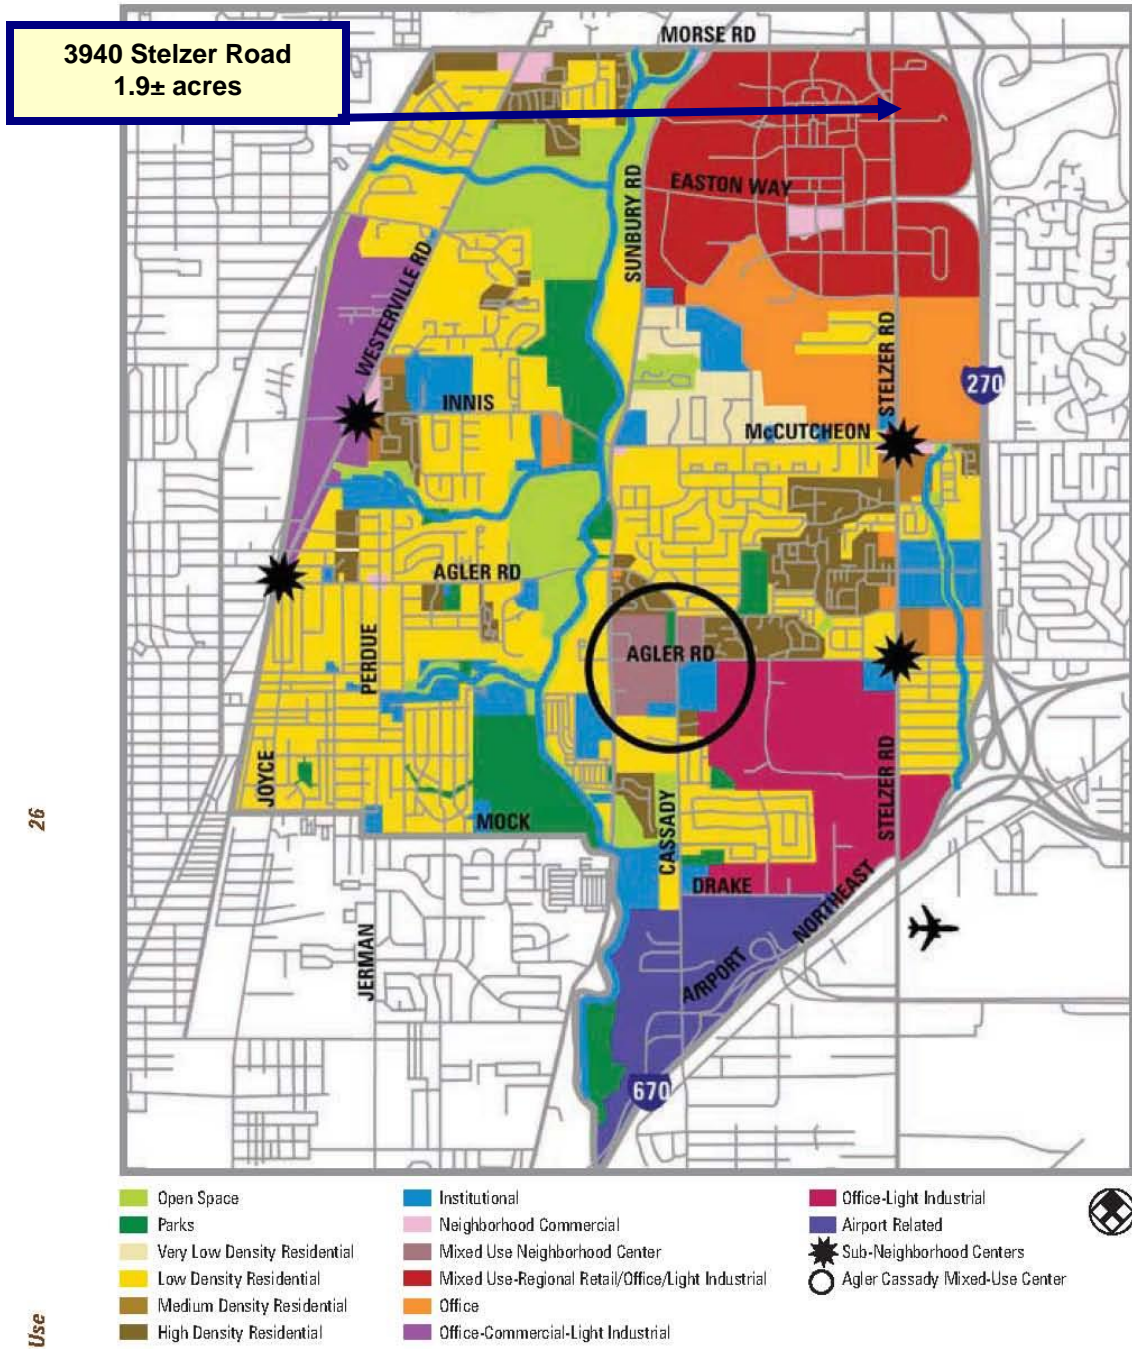 3940 Stelzer Road
1.9± acres
MORSE RD
EASTON WAY
SUNBURY RD
WESTERVILLE RD
STELZER RD
270
INNIS
McCUTCHEON
AGLER RD
AGLER RD
PERDUE
JOYCE
STELZER RD
26
MOCK
CASSADY
DRAKE
NORTHEAST
AIRPORT
JERMAN
670
Open Space
Parks
Very Low Density Residential
Low Density Residential
Medium Density Residential
High Density Residential
Institutional
Neighborhood Commercial
Mixed Use Neighborhood Center
Mixed Use-Regional Retail/Office/Light Industrial
Office
Office-Commercial-Light Industrial
Office-Light Industrial
Airport Related
Sub-Neighborhood Centers
Agler Cassady Mixed-Use Center
Use